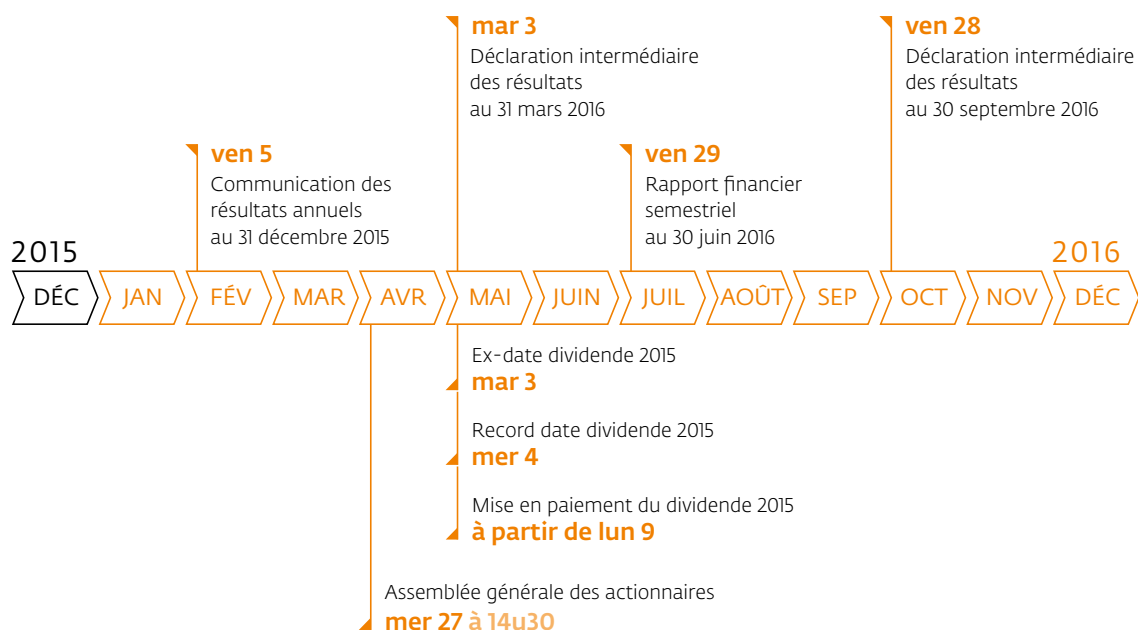 mar 3
Déclaration intermédiaire
des résultats
au 31 mars 2016
ven 28
Déclaration intermédiaire
des résultats
au 30 septembre 2016
ven 5
Communication des
résultats annuels
au 31 décembre 2015
ven 29
Rapport financier
semestriel
au 30 juin 2016
2015
2016
DÉC JAN FÉV MAR AVR MAI JUIN JUIL AOÛT SEP OCT NOV DÉC
Ex-date dividende 2015
mar 3
Record date dividende 2015
mer 4
Mise en paiement du dividende 2015
à partir de lun 9
Assemblée générale des actionnaires
mer 27 à 14u30